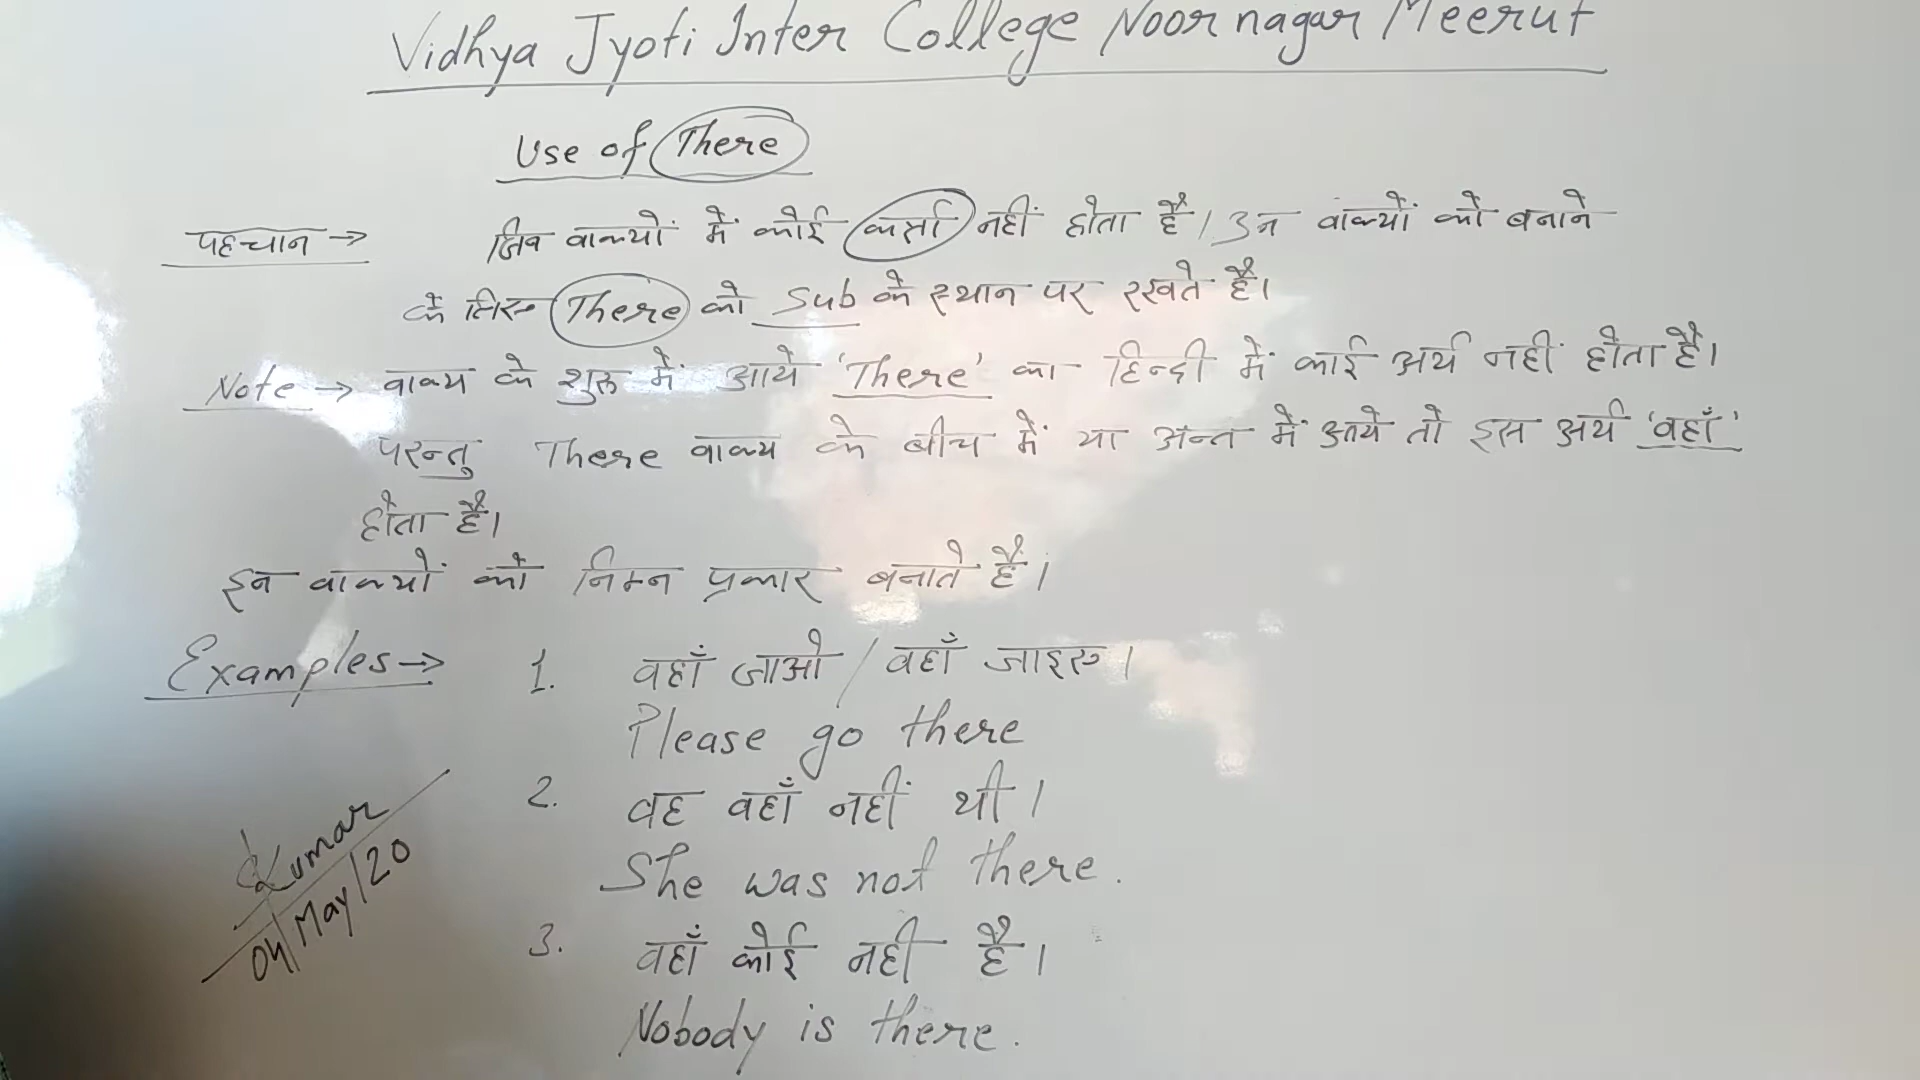 Vidhya Jyoti Inter College Noornagar Meerut
Use of There
पहचान → जिन वाक्यों में कोई कर्ता नहीं होता है। उन वाक्यों को बनाने
के लिए There को Sub के स्थान पर रखते है।
Note → वाक्य के शुरू में आये 'There' का हिन्दी में काई अर्थ नहीं होता है।
परन्तु There वाक्य के बीच में या अन्त में आये तो इस अर्थ 'वहाँ'
होता है।
इन वाक्यों को निम्न प्रकार बनाते है।
Examples → 1. वहाँ जाओ / वहाँ जाइए।
Please go there
2. वह वहाँ नहीं थी।
She was not there.
3. वहाँ कोई नही है।
Nobody is there.
Kumar
04/May/20